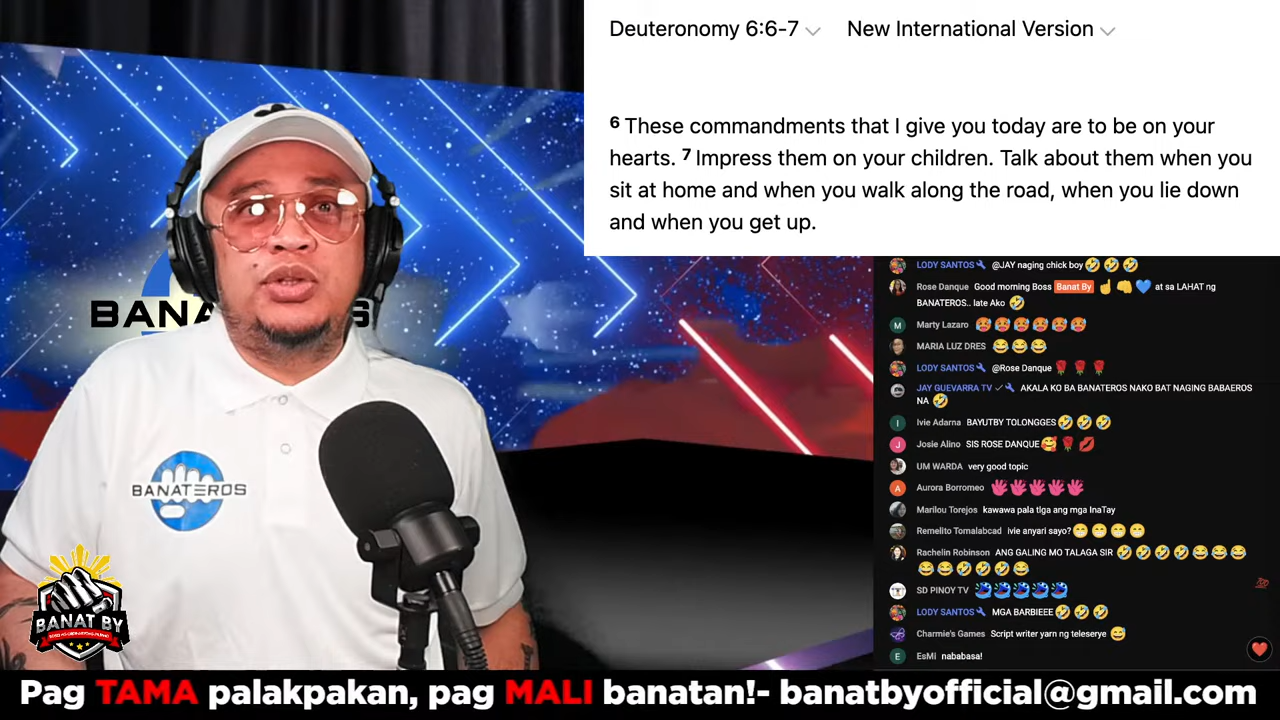 Deuteronomy 6:6-7 New International Version
6 These commandments that I give you today are to be on your
hearts. 7 Impress them on your children. Talk about them when you
sit at home and when you walk along the road, when you lie down
and when you get up.
LODY SANTOS @JAY naging chick boy🤣🤣🤣
Rose Danque Good morning Boss Banat By ☝👊💙 at sa LAHAT ng
BANATEROS.. late Ako 🤣
M Marty Lazaro 🥵🥵🥵🥵🥵🥵
MARIA LUZ DRES 😂😂😂
LODY SANTOS @Rose Danque🌹🌹🌹
JAY GUEVARRA TV AKALA KO BA BANATEROS NAKO BAT NAGING BABAEROS
NA 🤣
I Ivie Adarna BAYUTBY TOLONGGES🤣🤣🤣
J Josie Alino SIS ROSE DANQUE🥰🌹💋
UM WARDA very good topic
A Aurora Borromeo
Marilou Torejos kawawa pala tlga ang mga InaTay
Remelito Tomalabcad ivie anyari sayo?😁😁😁😁
Rachelin Robinson ANG GALING MO TALAGA SIR 🤣🤣🤣🤣😂😂😂
😂😂🤣🤣🤣😂
SD PINOY TV
LODY SANTOS MGA BARBIEEE🤣🤣🤣
Charmie's Games Script writer yarn ng teleserye 😅
E EsMi nababasa!
BANA S
BANATEROS
BANAT BY
Pag TAMA palakpakan, pag MALI banatan!- banatbyofficial@gmail.com